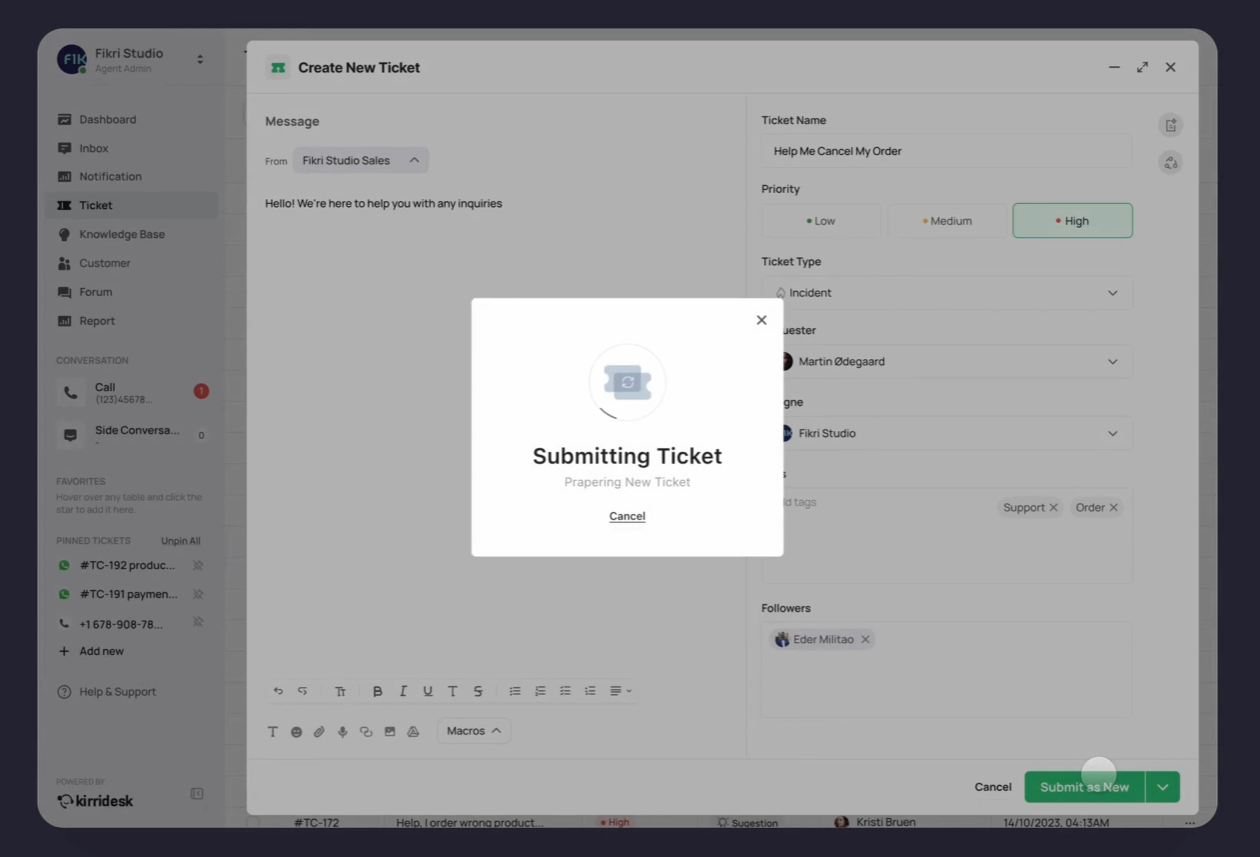 F1K
Fikri Studio
Agent Admin
Dashboard
Inbox
Notification
Ticket
Knowledge Base
Customer
Forum
Report
CONVERSATION
Call
(123)45678...
1
Side Conversa...
-
0
FAVORITES
Hover over any table and click the
star to add it here.
PINNED TICKETS Unpin All
#TC-192 produc...
#TC-191 paymen...
+1 678-908-78...
+ Add new
Help & Support
POWERED BY
kirridesk
Create New Ticket
Message
From Fikri Studio Sales
Hello! We're here to help you with any inquiries
Macros
Ticket Name
Help Me Cancel My Order
Priority
Low Medium High
Ticket Type
Incident
uester
Martin Ødegaard
gne
Fikri Studio
s
d tags
Support Order
Followers
Eder Militao
Submitting Ticket
Prapering New Ticket
Cancel
Cancel Submit as New
#TC-172 Help, I order wrong product... High Sugestion Kristi Bruen 14/10/2023, 04:13AM ...